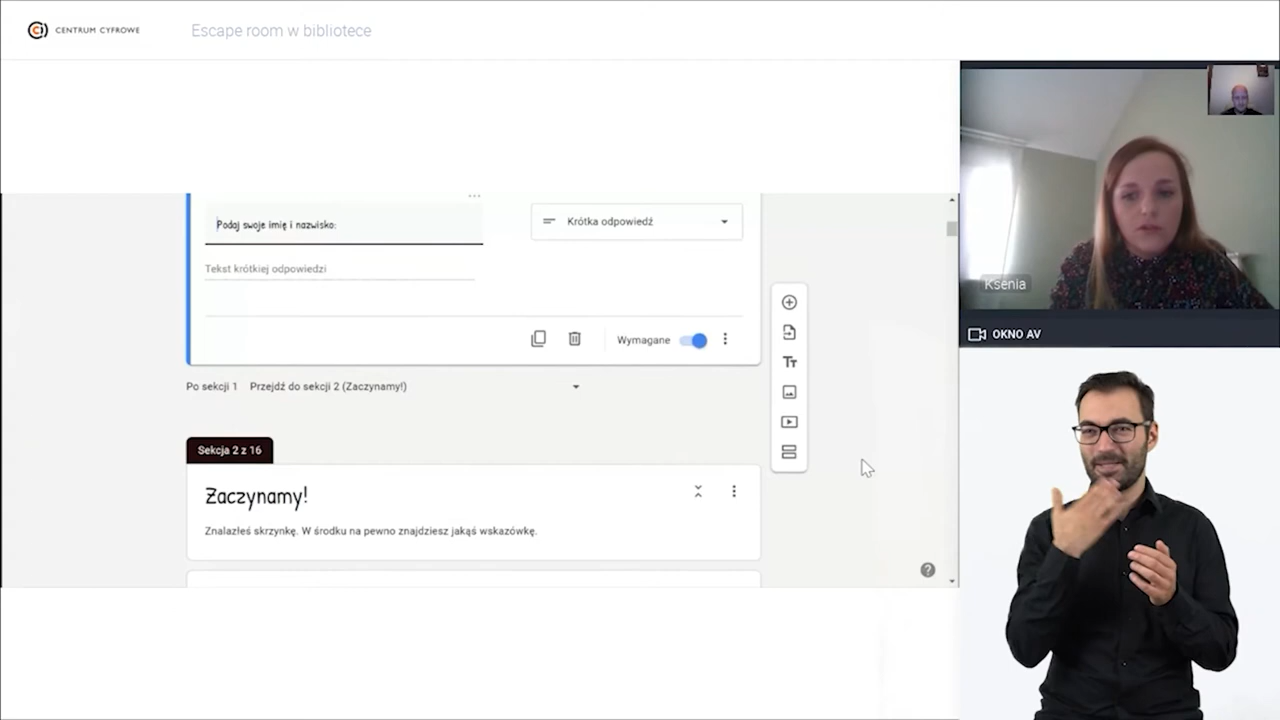 CENTRUM CYFROWE
Escape room w bibliotece
Podaj swoje imię i nazwisko:
Krótka odpowiedź
Tekst krótkiej odpowiedzi
Wymagane
Po sekcji 1 Przejdź do sekcji 2 (Zaczynamy!)
Tт
Sekcja 2 z 16
Zaczynamy!
Znalazłeś skrzynkę. W środku na pewno znajdziesz jakąś wskazówkę.
Ksenia
OKNO AV